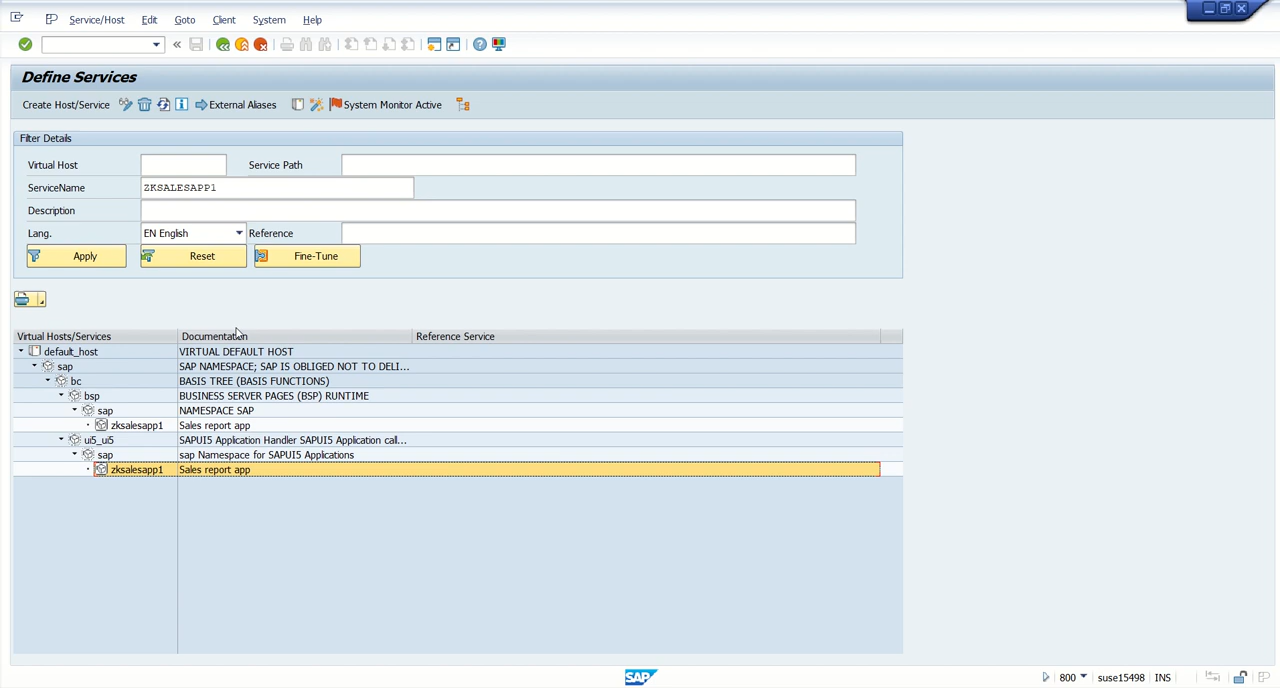 Service/Host Edit Goto Client System Help
Define Services
Create Host/Service External Aliases System Monitor Active
Filter Details
Virtual Host Service Path
ServiceName ZKSALESAPP1
Description
Lang. EN English Reference
Apply Reset Fine-Tune
Virtual Hosts/Services Documentation Reference Service
default_host VIRTUAL DEFAULT HOST
sap SAP NAMESPACE; SAP IS OBLIGED NOT TO DELI...
bc BASIS TREE (BASIS FUNCTIONS)
bsp BUSINESS SERVER PAGES (BSP) RUNTIME
sap NAMESPACE SAP
zksalesapp1 Sales report app
ui5_ui5 SAPUI5 Application Handler SAPUI5 Application call...
sap sap Namespace for SAPUI5 Applications
zksalesapp1 Sales report app
SAP 800 suse15498 INS